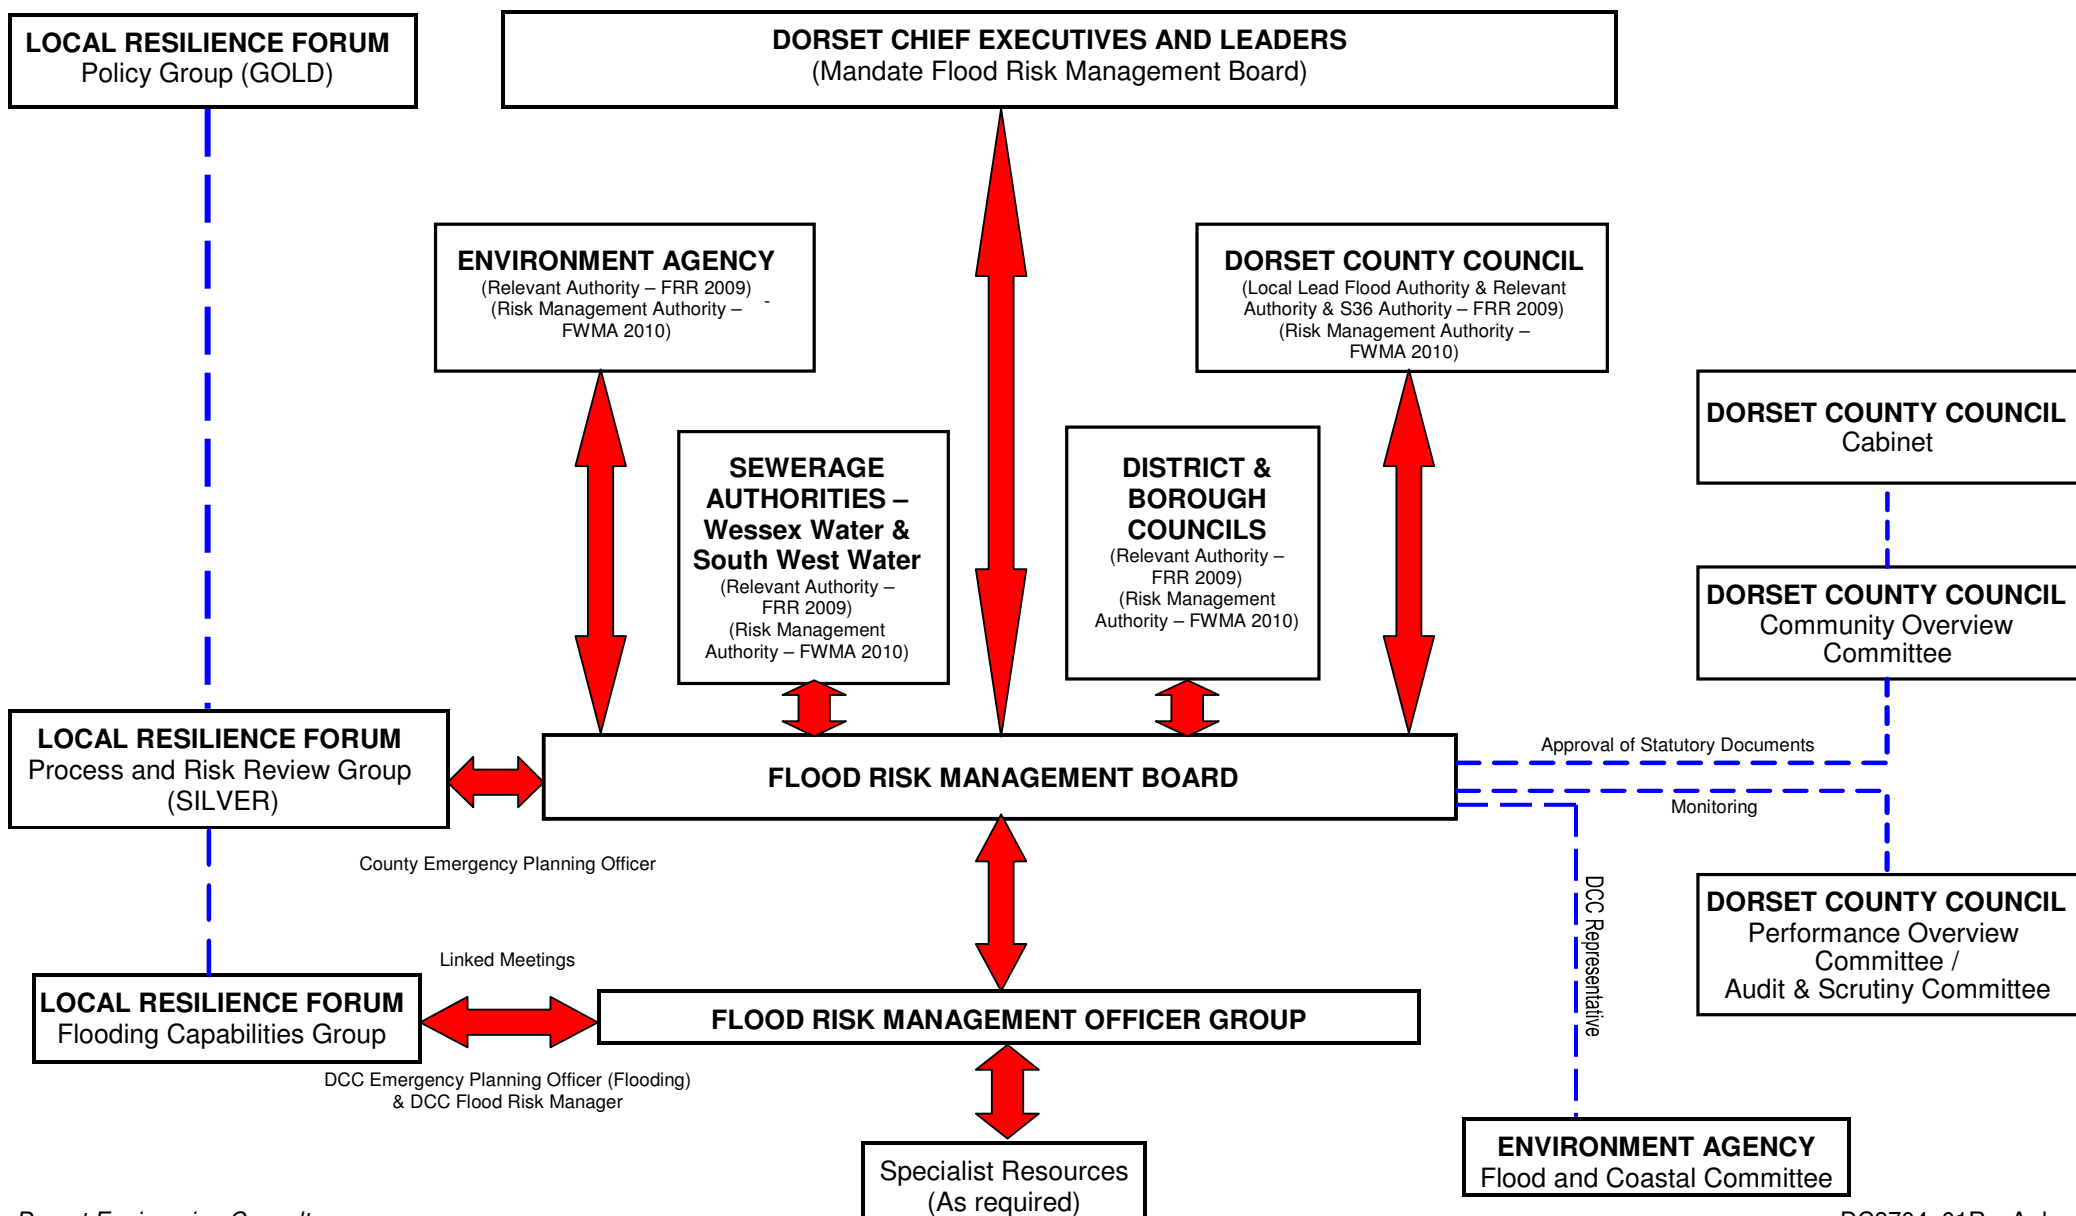 LOCAL RESILIENCE FORUM
Policy Group (GOLD)
DORSET CHIEF EXECUTIVES AND LEADERS
(Mandate Flood Risk Management Board)
ENVIRONMENT AGENCY
(Relevant Authority – FRR 2009) -
(Risk Management Authority –
FWMA 2010)
DORSET COUNTY COUNCIL
(Local Lead Flood Authority & Relevant
Authority & S36 Authority – FRR 2009)
(Risk Management Authority –
FWMA 2010)
SEWERAGE
AUTHORITIES –
Wessex Water &
South West Water
(Relevant Authority –
FRR 2009)
(Risk Management
Authority – FWMA 2010)
DISTRICT &
BOROUGH
COUNCILS
(Relevant Authority –
FRR 2009)
(Risk Management
Authority – FWMA 2010)
DORSET COUNTY COUNCIL
Cabinet
DORSET COUNTY COUNCIL
Community Overview
Committee
LOCAL RESILIENCE FORUM
Process and Risk Review Group
(SILVER)
FLOOD RISK MANAGEMENT BOARD
Approval of Statutory Documents
Monitoring
County Emergency Planning Officer
DCC Representative
DORSET COUNTY COUNCIL
Performance Overview
Committee /
Audit & Scrutiny Committee
Linked Meetings
LOCAL RESILIENCE FORUM
Flooding Capabilities Group
FLOOD RISK MANAGEMENT OFFICER GROUP
DCC Emergency Planning Officer (Flooding)
& DCC Flood Risk Manager
Specialist Resources
(As required)
ENVIRONMENT AGENCY
Flood and Coastal Committee